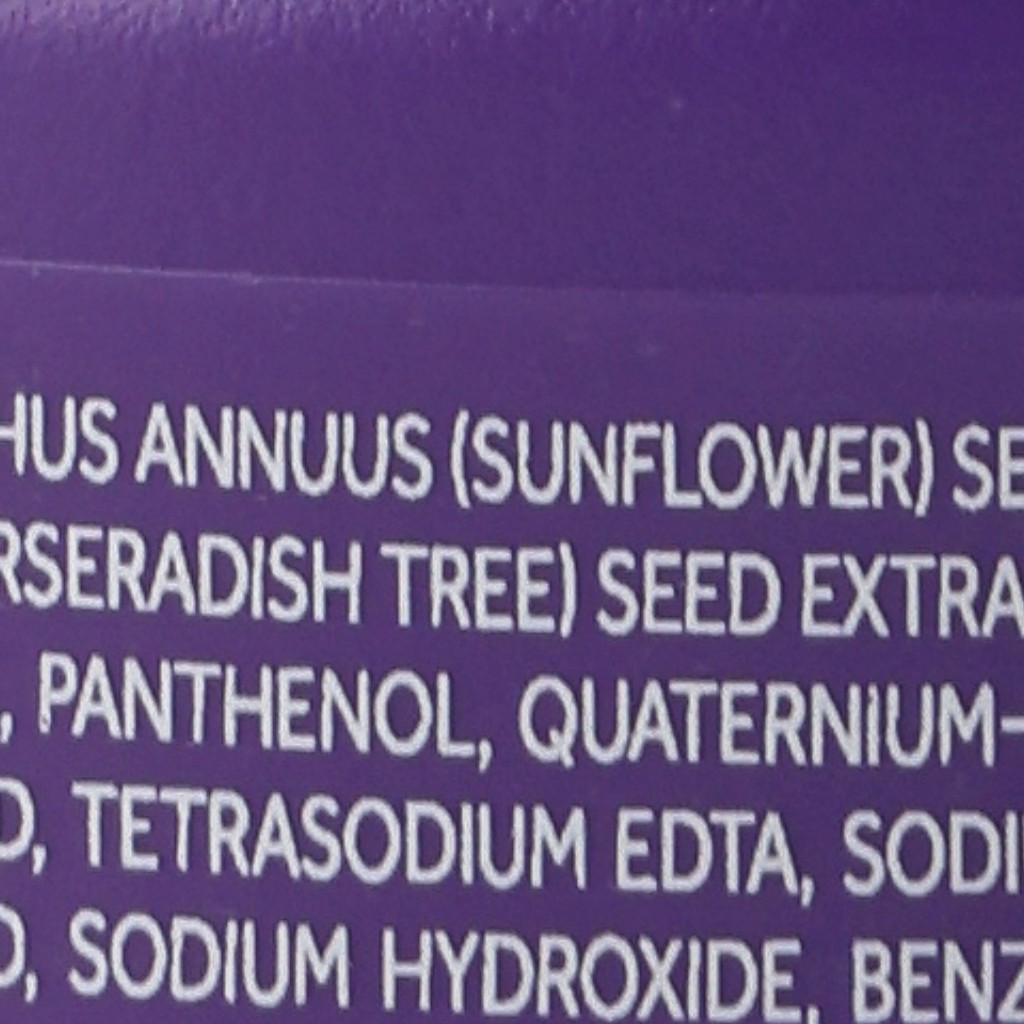 HUS ANNUUS (SUNFLOWER) SE
RSERADISH TREE) SEED EXTRA
, PANTHENOL, QUATERNIUM-
D, TETRASODIUM EDTA, SODI
D, SODIUM HYDROXIDE, BENZ